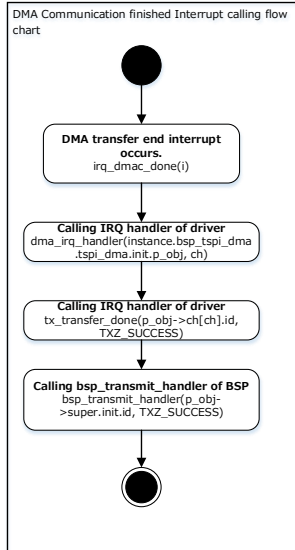 DMA Communication finished Interrupt calling flow
chart
DMA transfer end interrupt
occurs.
irq_dmac_done(i)
Calling IRQ handler of driver
dma_irq_handler(instance.bsp_tspi_dma
.tspi_dma.init.p_obj, ch)
Calling IRQ handler of driver
tx_transfer_done(p_obj->ch[ch].id,
TXZ_SUCCESS)
Calling bsp_transmit_handler of BSP
bsp_transmit_handler(p_obj-
>super.init.id, TXZ_SUCCESS)